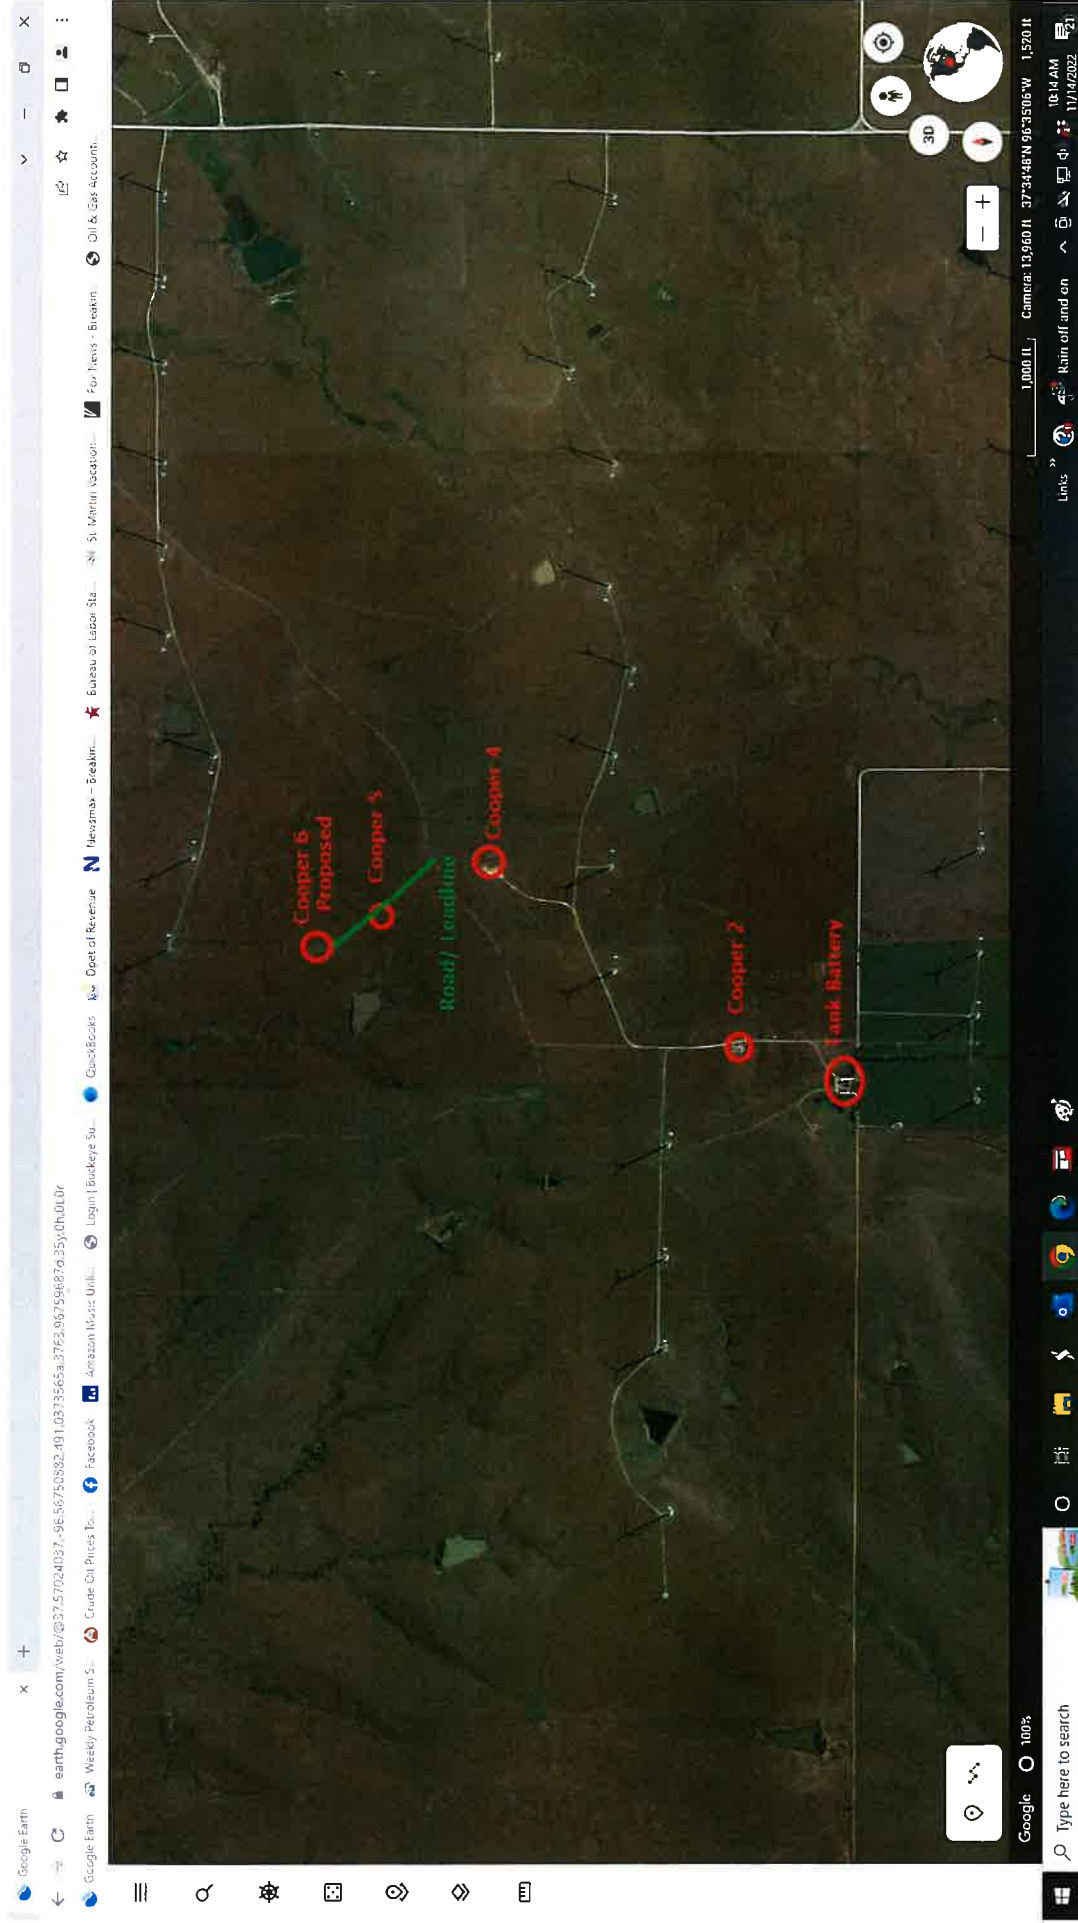 Google Earth
earth.google.com/web/@37.57024037,-96.56750882,491.0373565a,3763.96759687d,35y,0h,0t,0r
Google Earth
Weekly Petroleum S...
Crude Oil Prices To...
Facebook
Amazon Music Unli...
Login | Buckeye Su...
QuickBooks
Dpet of Revenue
Newsmax - Breakin...
Bureau of Labor Sta...
St. Martin Vacation...
Fox News - Breakin...
Oil & Gas Accounti...
Cooper 6
Proposed
Cooper 5
Road/ Leadline
Cooper 4
Cooper 2
Tank Battery
3D
Google
100%
1,000 ft
Camera: 13,960 ft
37°34'48"N 96°35'06"W
1,520 ft
Type here to search
Links
Rain off and on
10:14 AM
11/14/2022
21